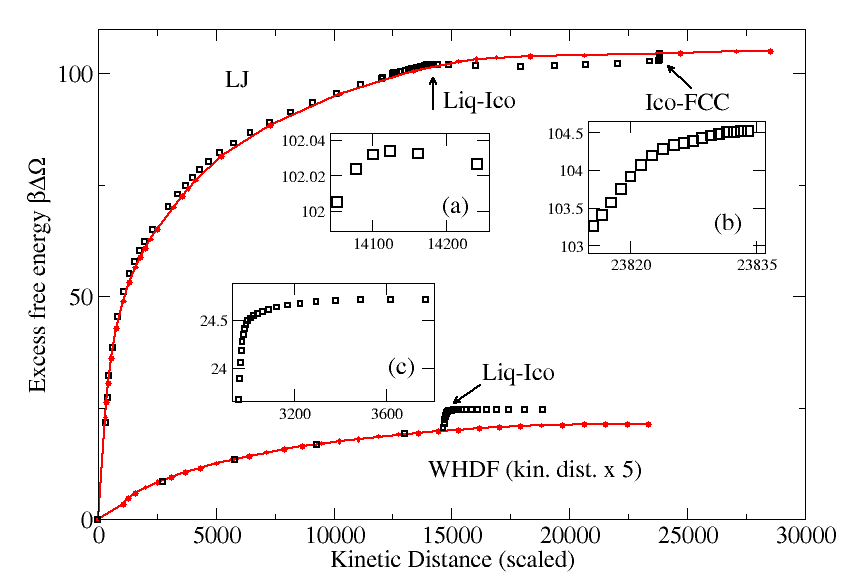 Excess free energy βΔΩ
100
50
0
LJ
Liq-Ico
Ico-FCC
102.04
102.02
102
(a)
14100 14200
104.5
104
103.5
103
(b)
23820 23835
24.5
24
(c)
3200 3600
Liq-Ico
WHDF (kin. dist. x 5)
0 5000 10000 15000 20000 25000 30000
Kinetic Distance (scaled)